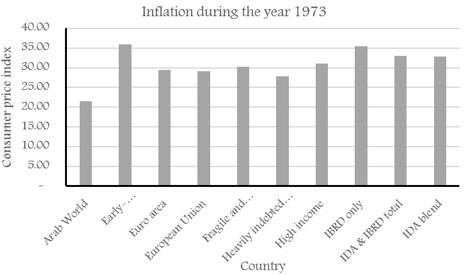 Inflation during the year 1973
Consumer price index
40.00
35.00
30.00
25.00
20.00
15.00
10.00
5.00
-
Arab World
Early-...
Euro area
European Union
Fragile and...
Heavily indebted...
High income
IBRD only
IDA & IBRD total
IDA blend
Country